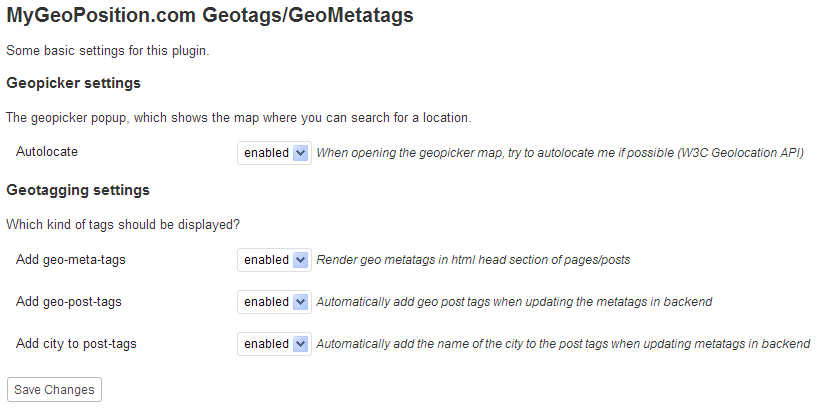 MyGeoPosition.com Geotags/GeoMetatags
Some basic settings for this plugin.
Geopicker settings
The geopicker popup, which shows the map where you can search for a location.
Autolocate enabled When opening the geopicker map, try to autolocate me if possible (W3C Geolocation API)
Geotagging settings
Which kind of tags should be displayed?
Add geo-meta-tags enabled Render geo metatags in html head section of pages/posts
Add geo-post-tags enabled Automatically add geo post tags when updating the metatags in backend
Add city to post-tags enabled Automatically add the name of the city to the post tags when updating metatags in backend
Save Changes